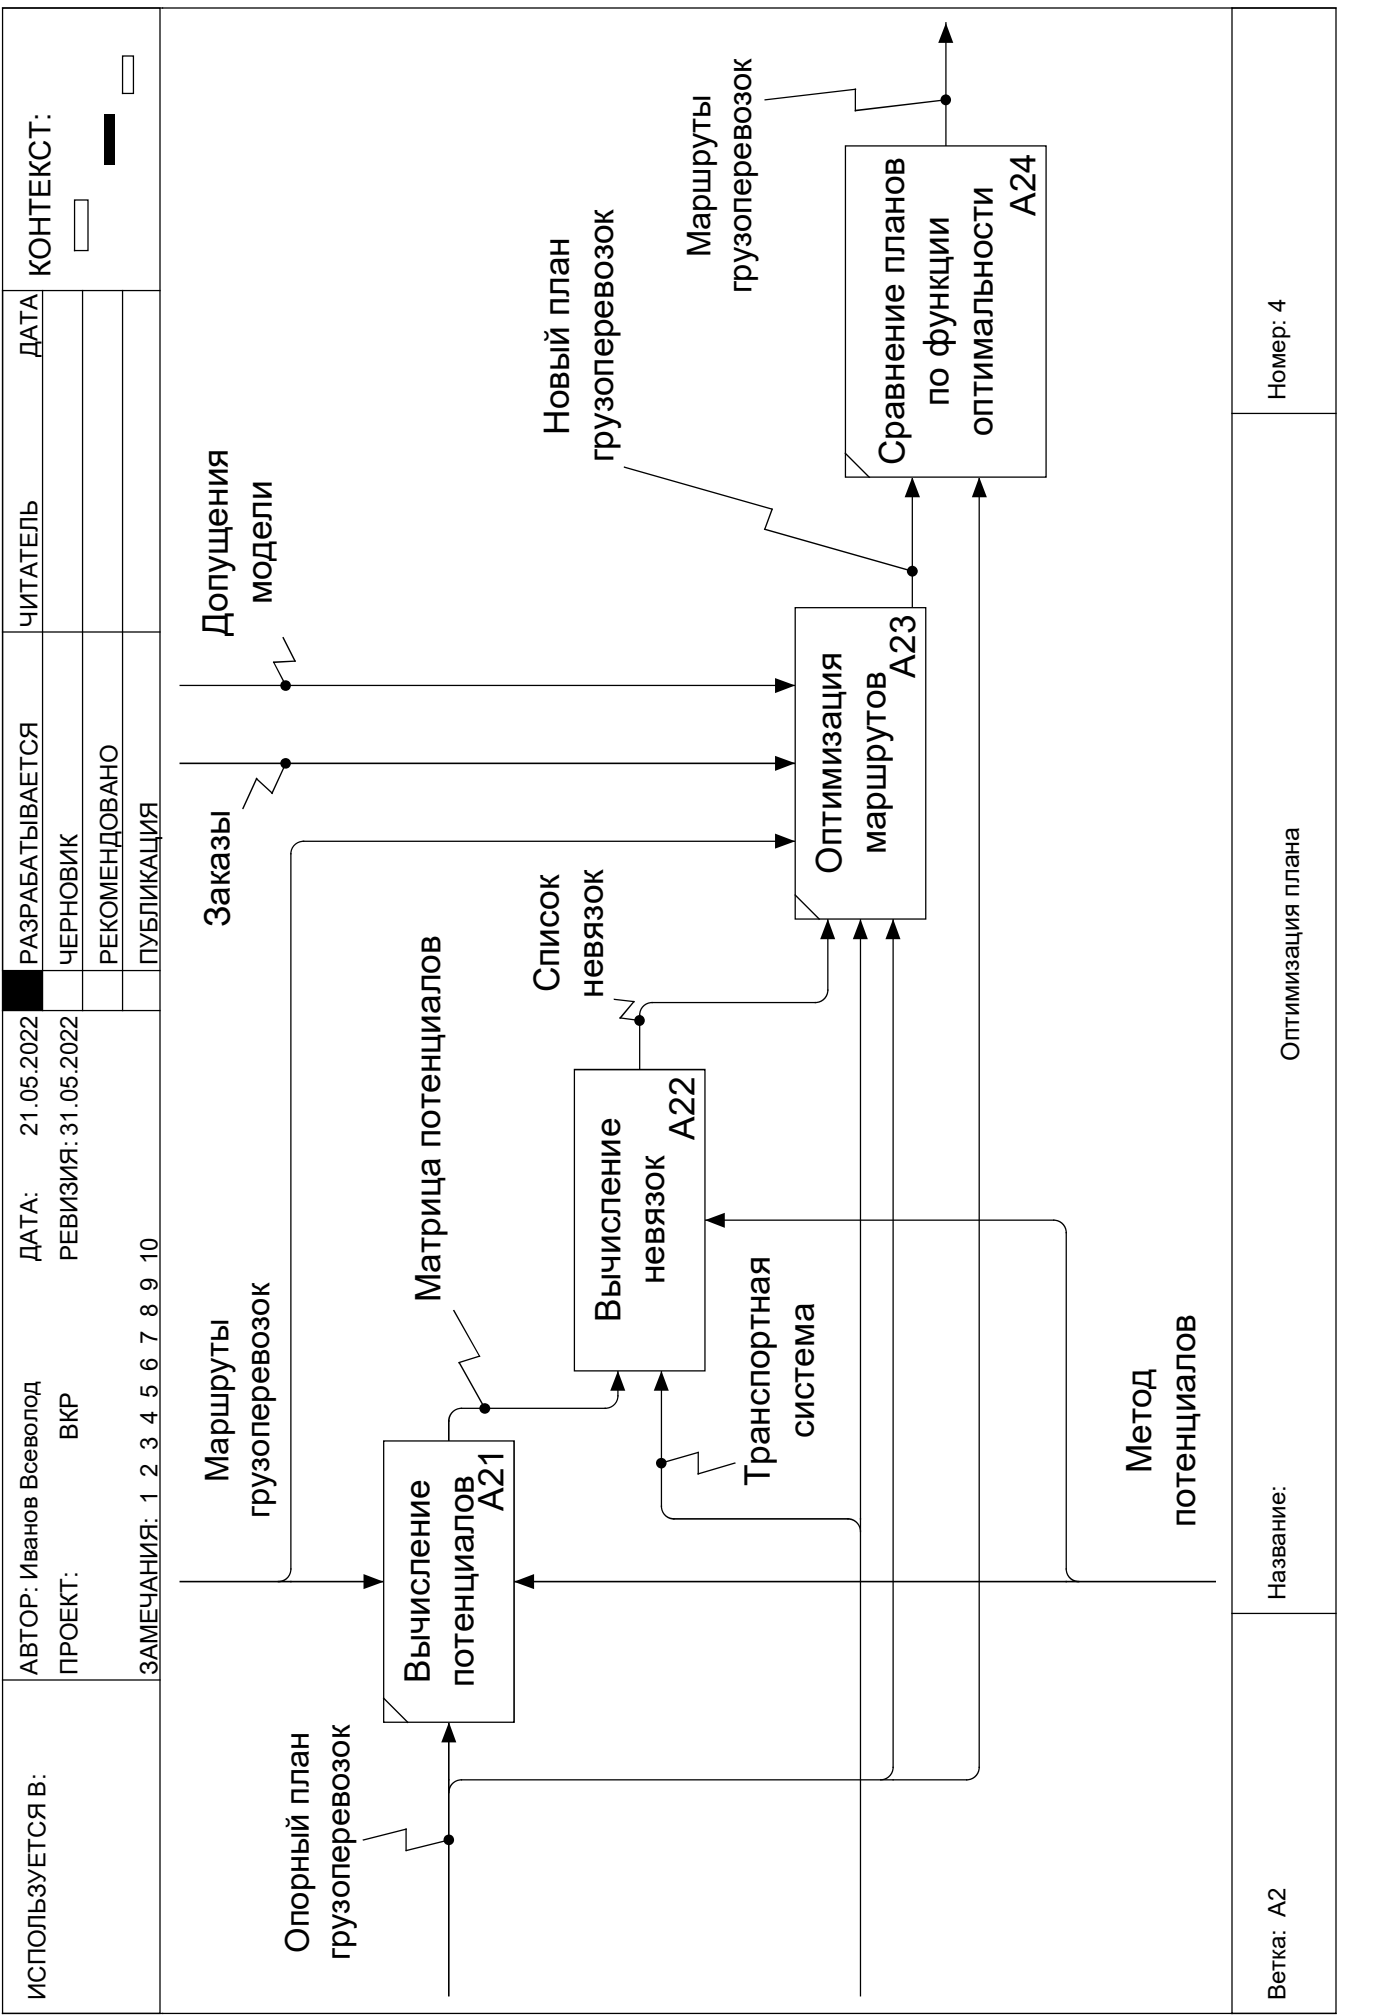 ИСПОЛЬЗУЕТСЯ В:
АВТОР: Иванов Всеволод
ДАТА:
21.05.2022
ПРОЕКТ:
ВКР
РЕВИЗИЯ: 31.05.2022
ЗАМЕЧАНИЯ: 1 2 3 4 5 6 7 8 9 10
РАЗРАБАТЫВАЕТСЯ
ЧЕРНОВИК
РЕКОМЕНДОВАНО
ПУБЛИКАЦИЯ
ЧИТАТЕЛЬ
ДАТА
КОНТЕКСТ:
Маршруты
грузоперевозок
Заказы
Допущения
модели
Опорный план
грузоперевозок
Вычисление
потенциалов
A21
Матрица потенциалов
Вычисление
невязок
A22
Список
невязок
Транспортная
система
Оптимизация
маршрутов
A23
Новый план
грузоперевозок
Сравнение планов
по функции
оптимальности
A24
Маршруты
грузоперевозок
Метод
потенциалов
Ветка: A2
Название:
Оптимизация плана
Номер: 4